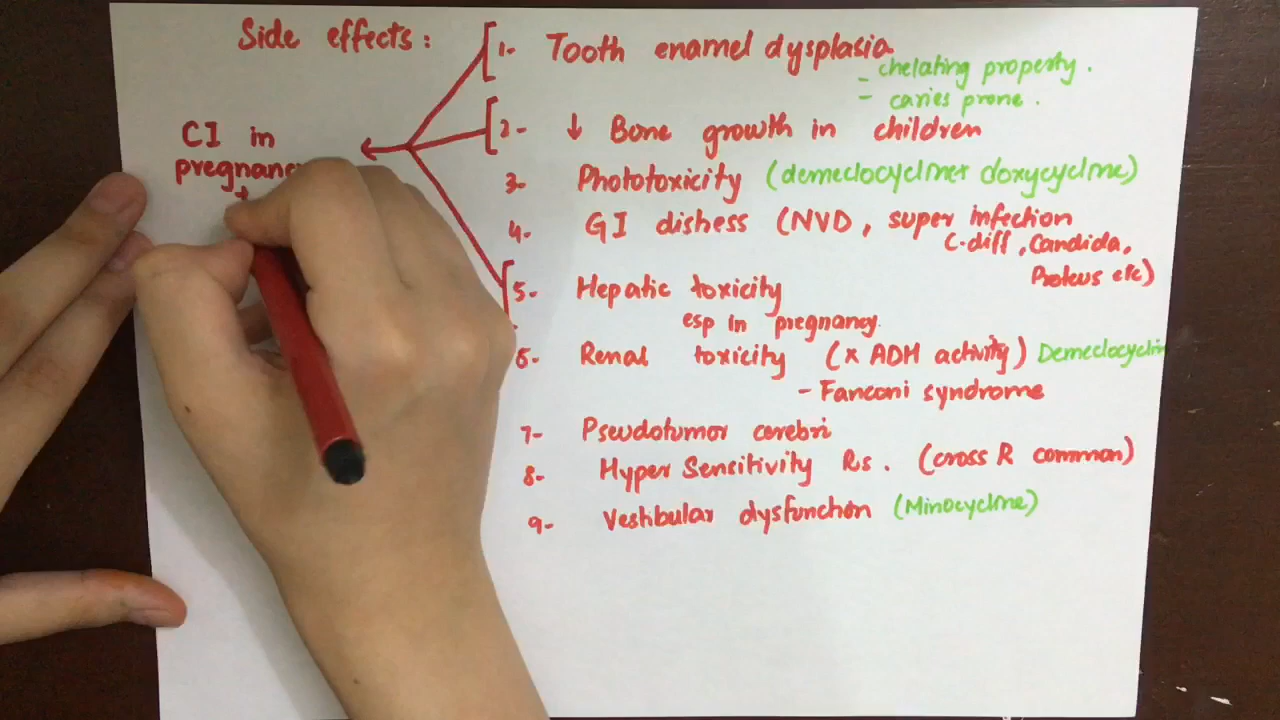 Side effects:
1- Tooth enamel dysplasia
- chelating property.
- caries prone.
CI in
pregnanc
+
2- ↓ Bone growth in children
3- Phototoxicity (demeclocycline, doxycycline)
4- GI distress (NVD, super infection
C-diff, Candida,
Proteus etc)
5- Hepatic toxicity
esp in pregnancy.
6- Renal toxicity (x ADH activity) Demeclocyclin
- Fanconi syndrome
7- Pseudotumor cerebri
8- Hyper Sensitivity Rs. (cross R common)
9- Vestibular dysfunction (Minocycline)